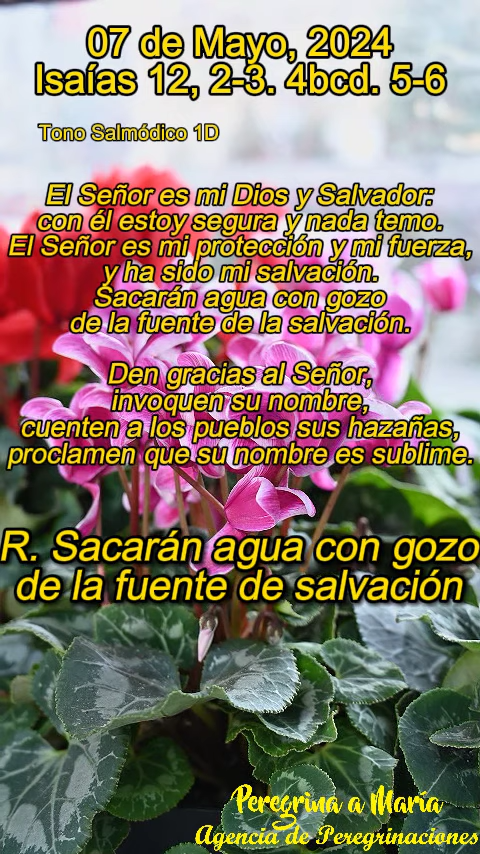 07 de Mayo, 2024
Isaías 12, 2-3. 4bcd. 5-6
Tono Salmódico 1D
El Señor es mi Dios y Salvador:
con él estoy segura y nada temo.
El Señor es mi protección y mi fuerza,
y ha sido mi salvación.
Sacarán agua con gozo
de la fuente de la salvación.
Den gracias al Señor,
invoquen su nombre,
cuenten a los pueblos sus hazañas,
proclamen que su nombre es sublime.
R. Sacarán agua con gozo
de la fuente de salvación
Peregrina a María
Agencia de Peregrinaciones